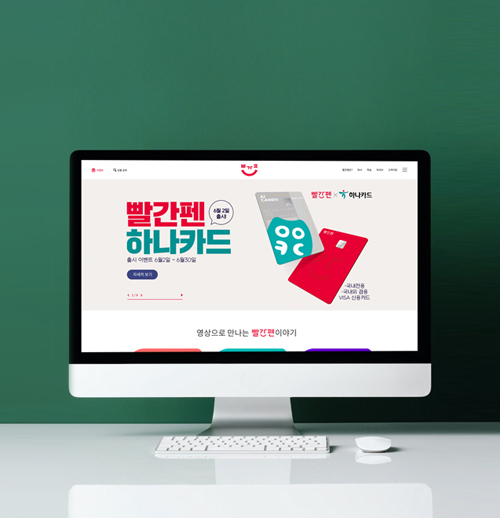 빨간펜
하나카드
6월 2일
출시
출시 이벤트 6월2일 ~ 6월30일
자세히 보기
빨간펜 × 하나카드
빨간펜
·국내전용
·국내외 겸용
VISA 신용카드
영상으로 만나는 빨간펜이야기